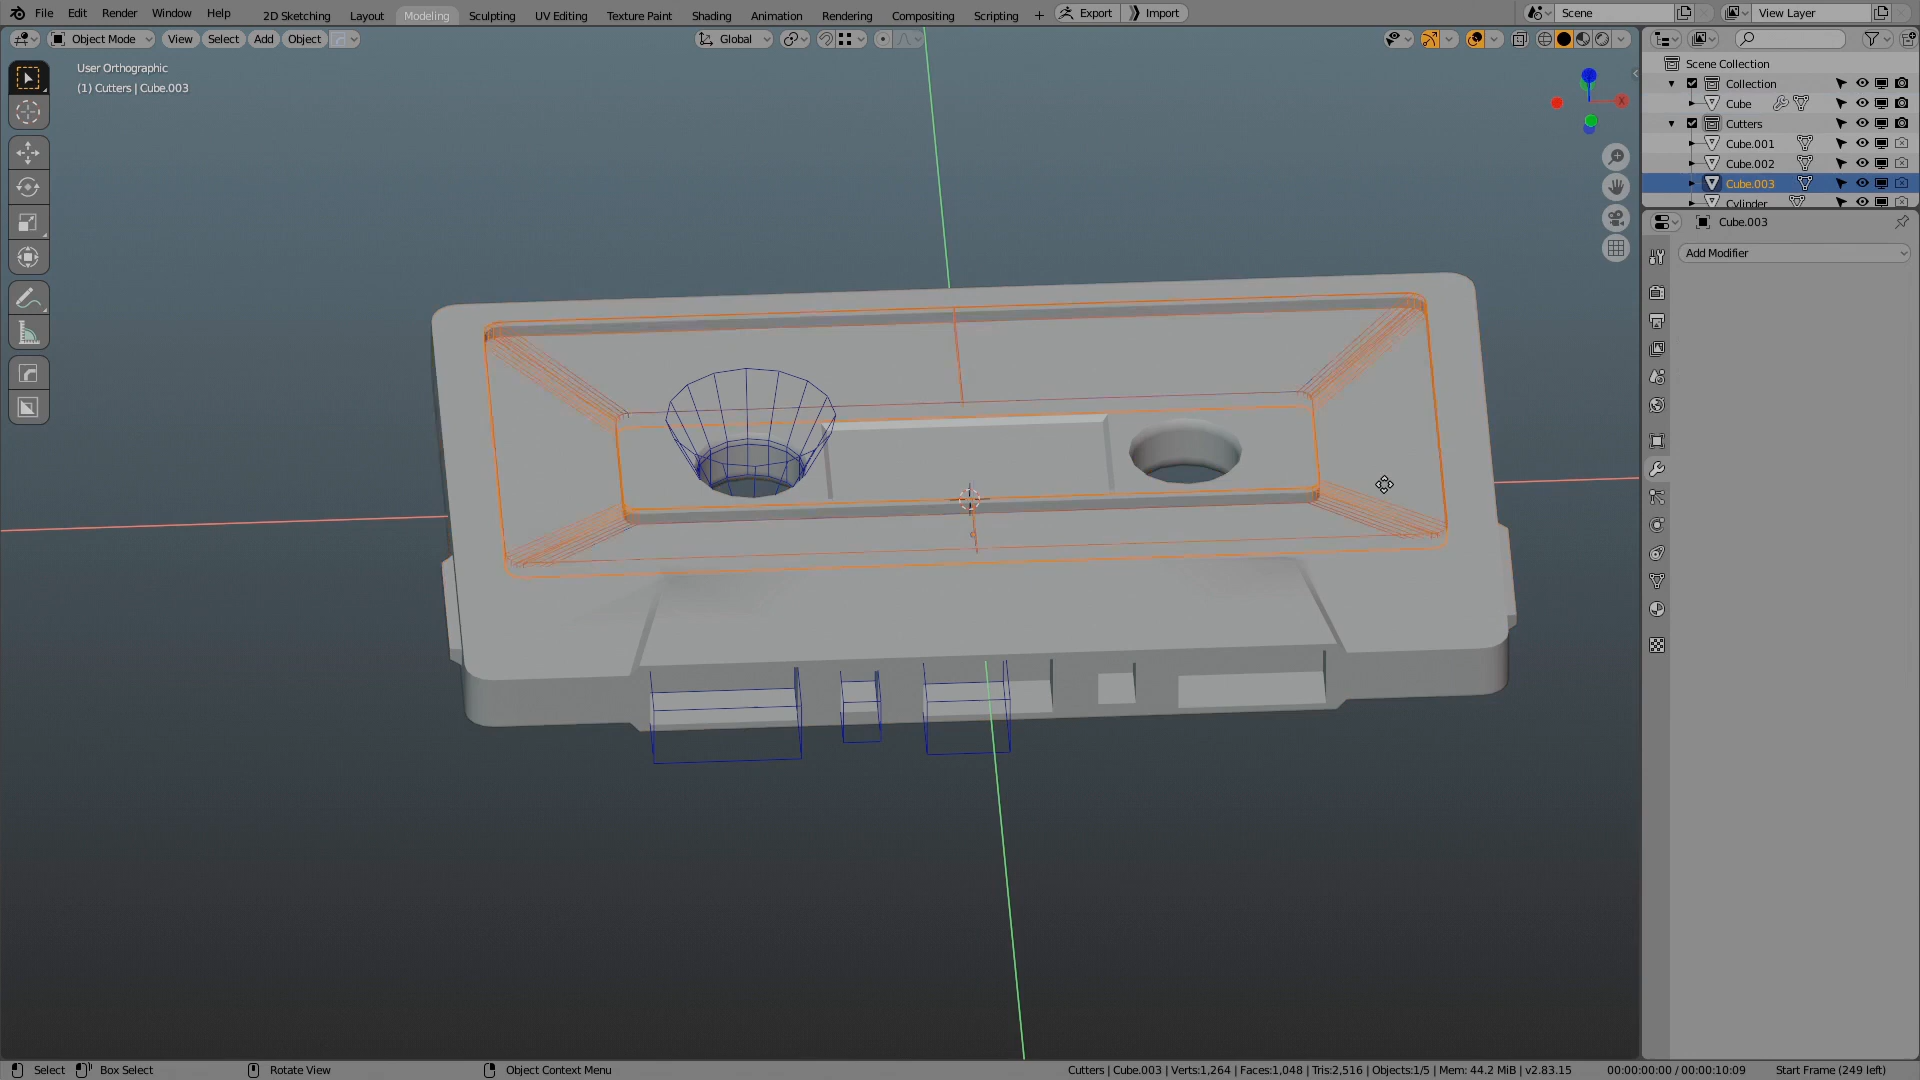 File Edit Render Window Help 2D Sketching Layout Modeling Sculpting UV Editing Texture Paint Shading Animation Rendering Compositing Scripting + Export Import Scene View Layer
Object Mode View Select Add Object Global
User Orthographic
(1) Cutters | Cube.003
X
Scene Collection
Collection
Cube
Cutters
Cube.001
Cube.002
Cube.003
Cylinder
Cube.003
Add Modifier
Select Box Select Rotate View Object Context Menu Cutters | Cube.003 | Verts:1,264 | Faces:1,048 | Tris:2,516 | Objects:1/5 | Mem: 44.2 MiB | v2.83.15 00:00:00:00 / 00:00:10:09 Start Frame (249 left)